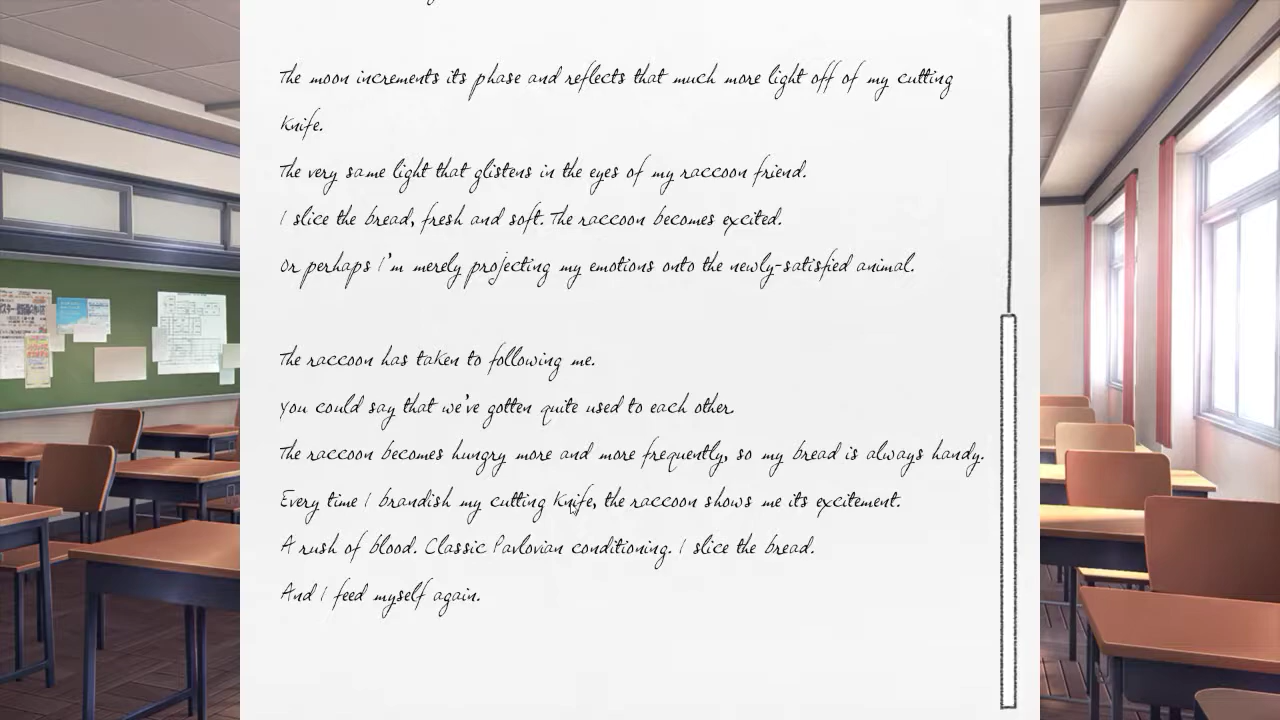 The moon increments its phase and reflects that much more light off of my cutting
knife.
The very same light that glistens in the eyes of my raccoon friend.
I slice the bread, fresh and soft. The raccoon becomes excited.
Or perhaps I'm merely projecting my emotions onto the newly-satisfied animal.
The raccoon has taken to following me.
You could say that we've gotten quite used to each other.
The raccoon becomes hungry more and more frequently, so my bread is always handy.
Every time I brandish my cutting knife, the raccoon shows me its excitement.
A rush of blood. Classic Pavlovian conditioning. I slice the bread.
And I feed myself again.